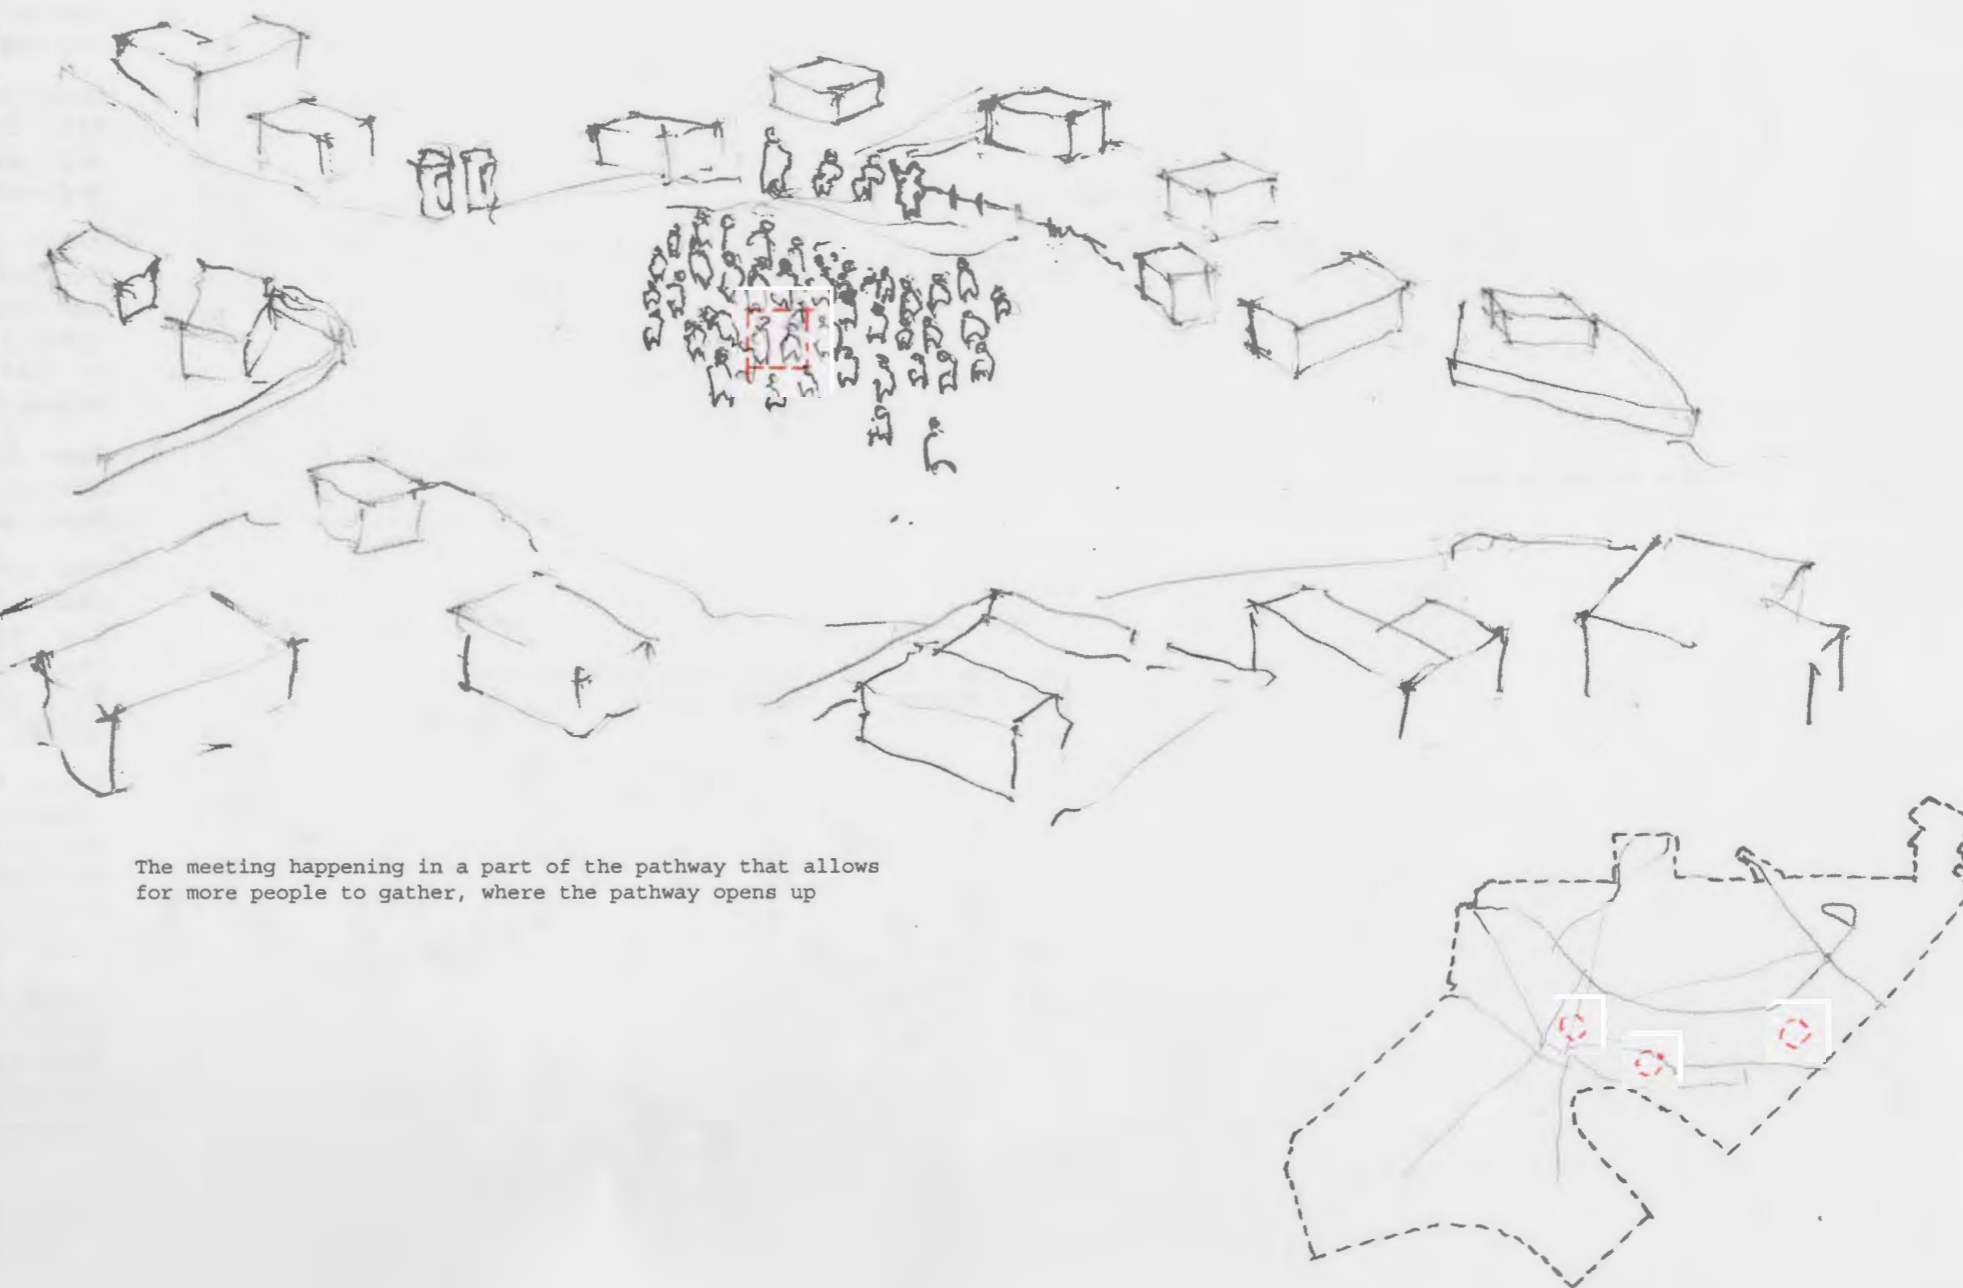 The meeting happening in a part of the pathway that allows
for more people to gather, where the pathway opens up